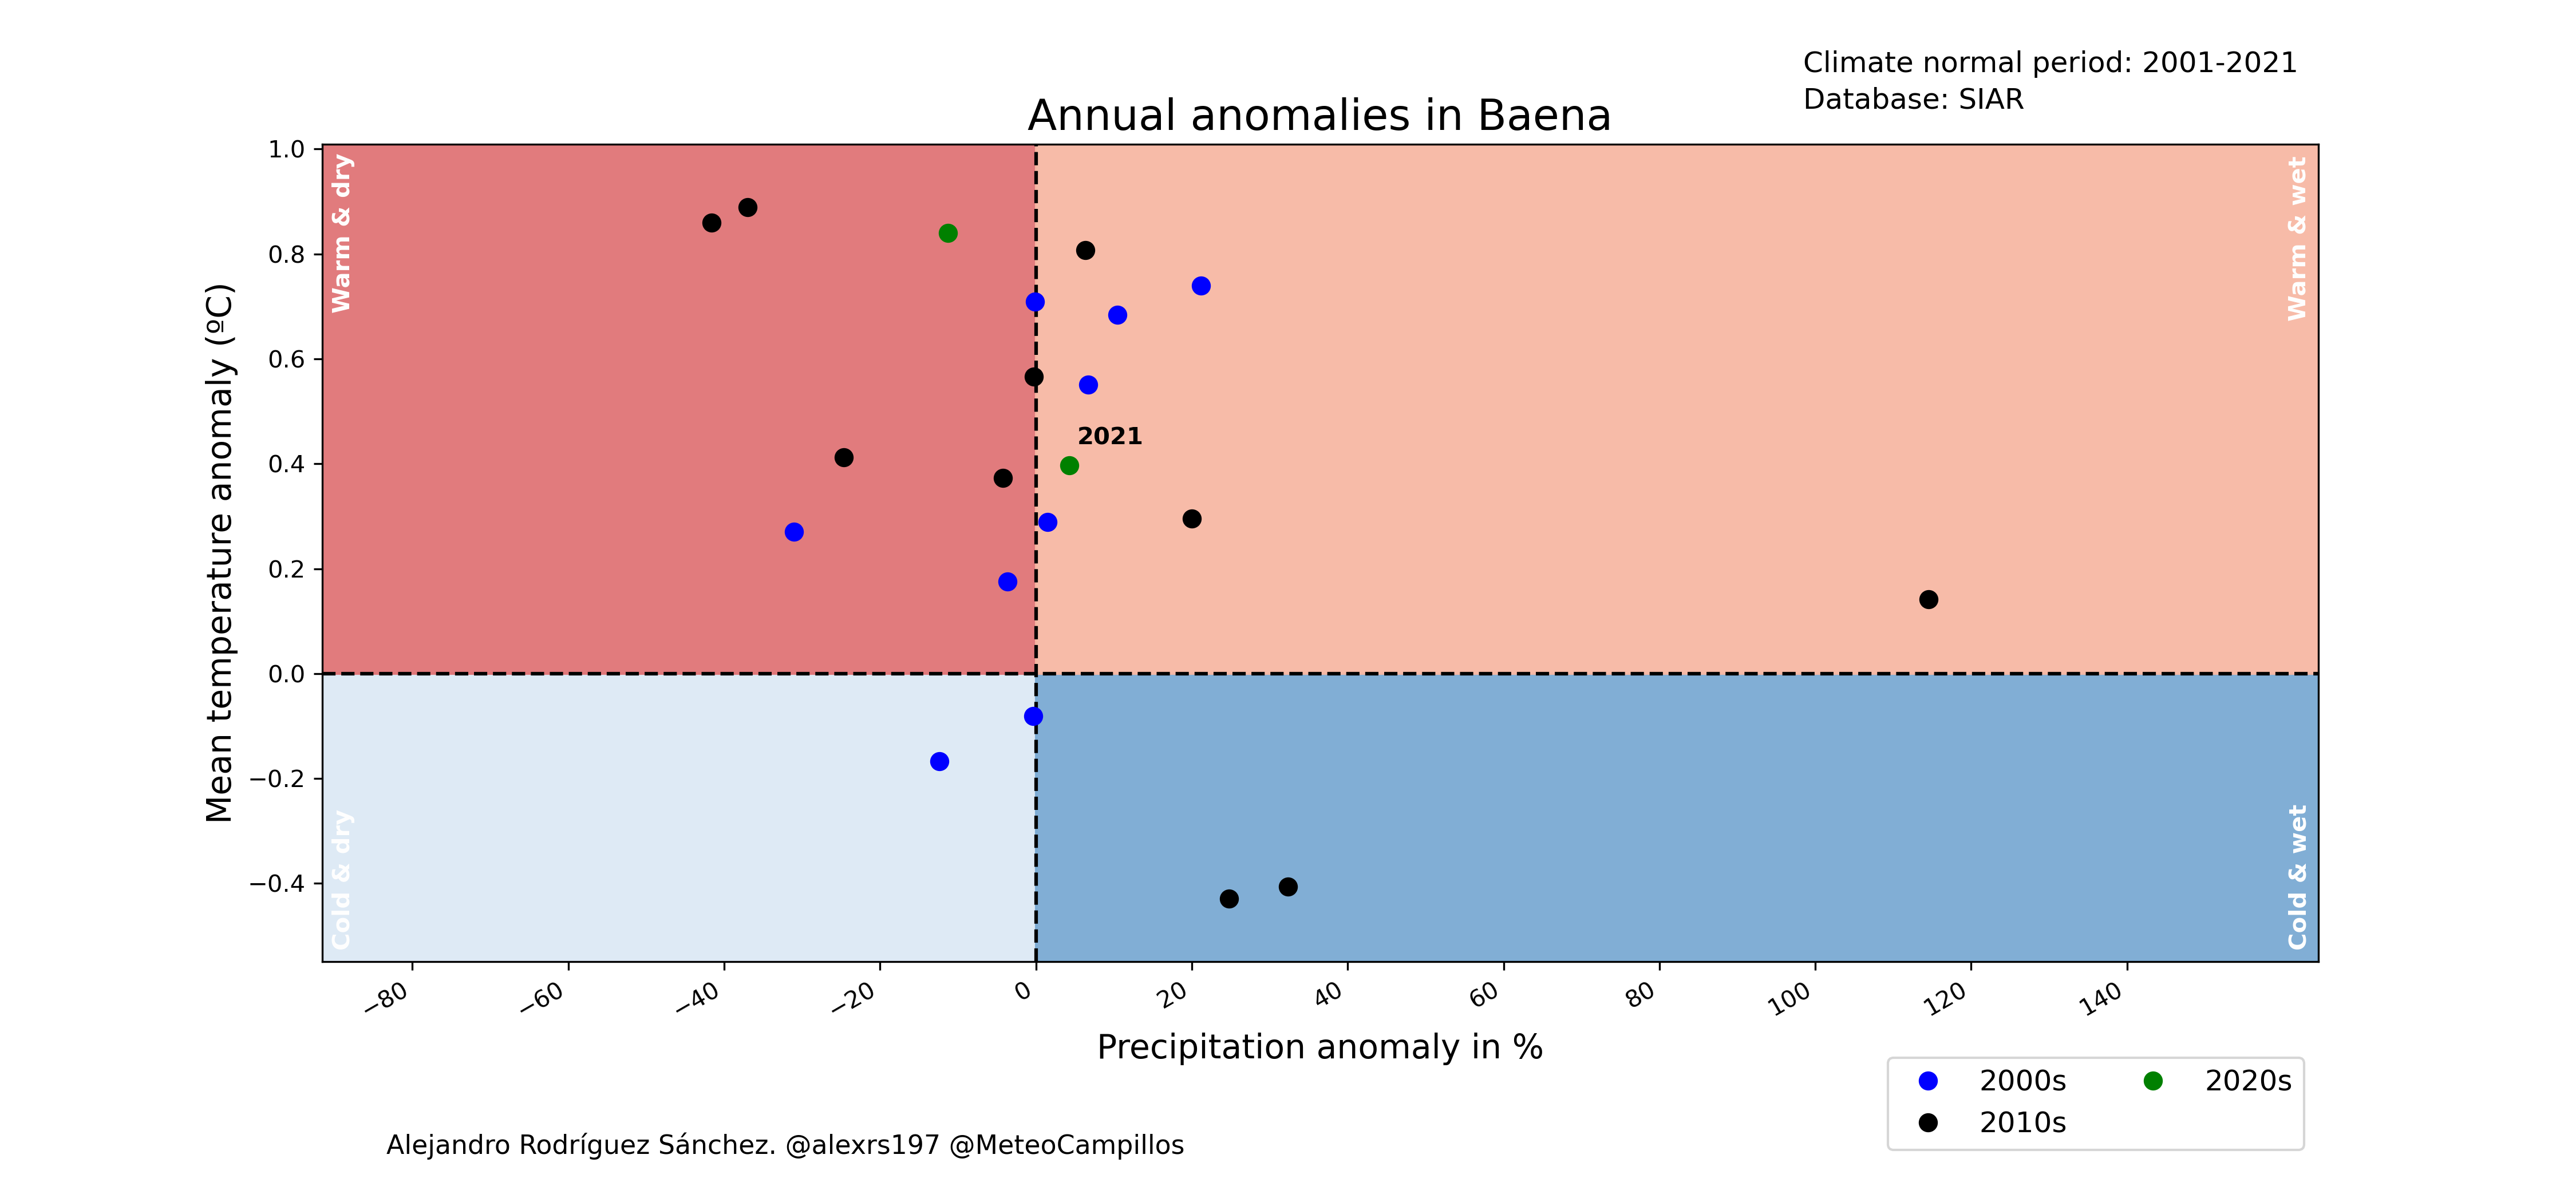 Climate normal period: 2001-2021
Database: SIAR
Annual anomalies in Baena
Mean temperature anomaly (ºC)
1.0
0.8
0.6
0.4
0.2
0.0
−0.2
−0.4
Warm & dry
Warm & wet
2021
Cold & dry
Cold & wet
−80
−60
−40
−20
0
20
40
60
80
100
120
140
Precipitation anomaly in %
2000s
2010s
2020s
Alejandro Rodríguez Sánchez. @alexrs197 @MeteoCampillos